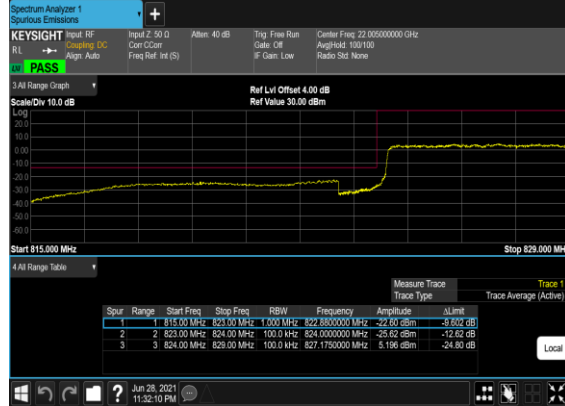 Spectrum Analyzer 1
Spurious Emissions
+
KEYSIGHT Input: RF Input Z: 50 Ω Atten: 40 dB Trig: Free Run Center Freq: 22.005000000 GHz
RL Coupling: DC Corr CCorr Gate: Off Avg|Hold: 100/100
Align: Auto Freq Ref: Int (S) IF Gain: Low Radio Std: None
PASS
3 All Range Graph
Ref Lvl Offset 4.00 dB
Scale/Div 10.0 dB Ref Value 30.00 dBm
Log
20.0
10.0
0.00
-10.0
-20.0
-30.0
-40.0
-50.0
-60.0
Start 815.000 MHz Stop 829.000 MH
4 All Range Table
Measure Trace Trace 1
Trace Type Trace Average (Active)
Spur Range Start Freq Stop Freq RBW Frequency Amplitude ΔLimit
1 1 815.00 MHz 823.00 MHz 1.000 MHz 822.8800000 MHz -22.60 dBm -9.602 dB
2 2 823.00 MHz 824.00 MHz 100.0 kHz 824.0000000 MHz -25.62 dBm -12.62 dB
3 3 824.00 MHz 829.00 MHz 100.0 kHz 827.1750000 MHz 5.196 dBm -24.80 dB
Local
? Jun 28, 2021
11:32:10 PM